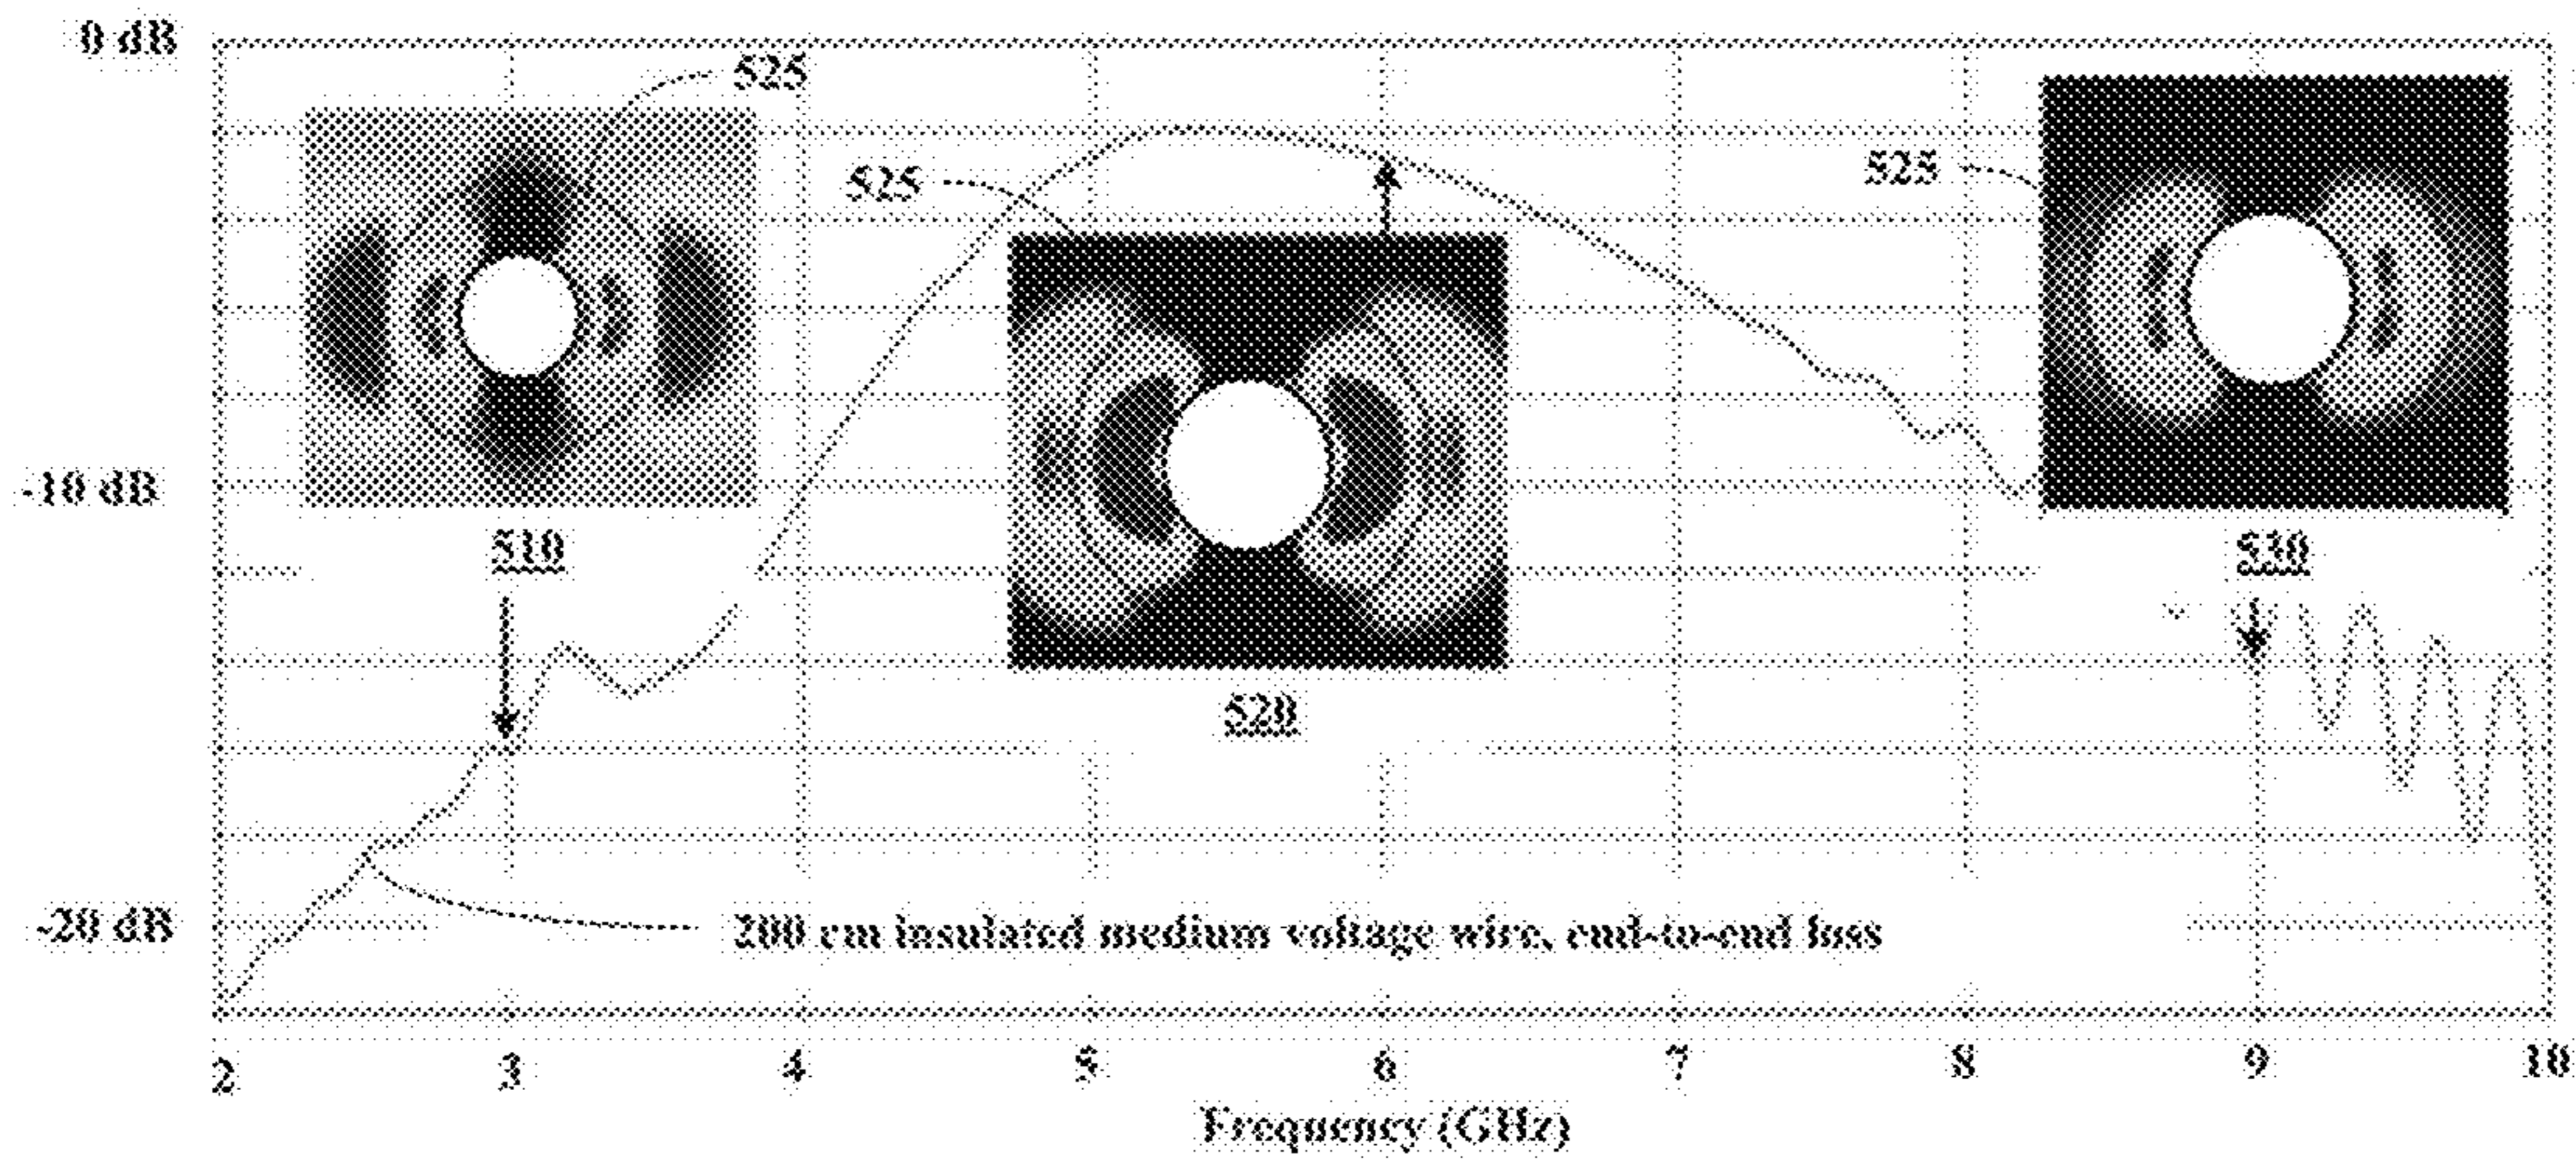 0 dB
525
525
525
-10 dB
510
530
520
-20 dB
200 cm insulated medium voltage wire, end-to-end loss
2 3 4 5 6 7 8 9 10
Frequency (GHz)